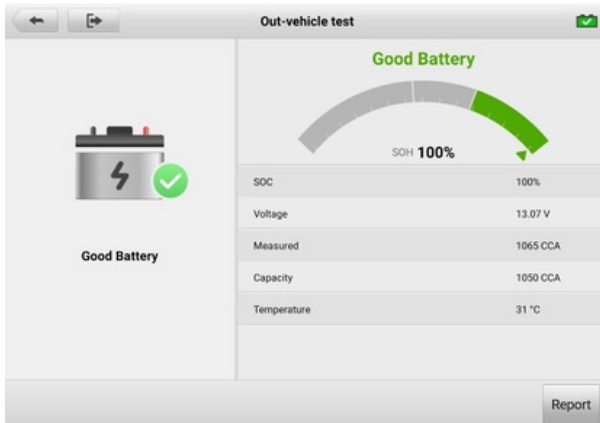 Out-vehicle test
Good Battery
SOH 100%
SOC 100%
Voltage 13.07 V
Measured 1065 CCA
Good Battery
Capacity 1050 CCA
Temperature 31 °C
Report